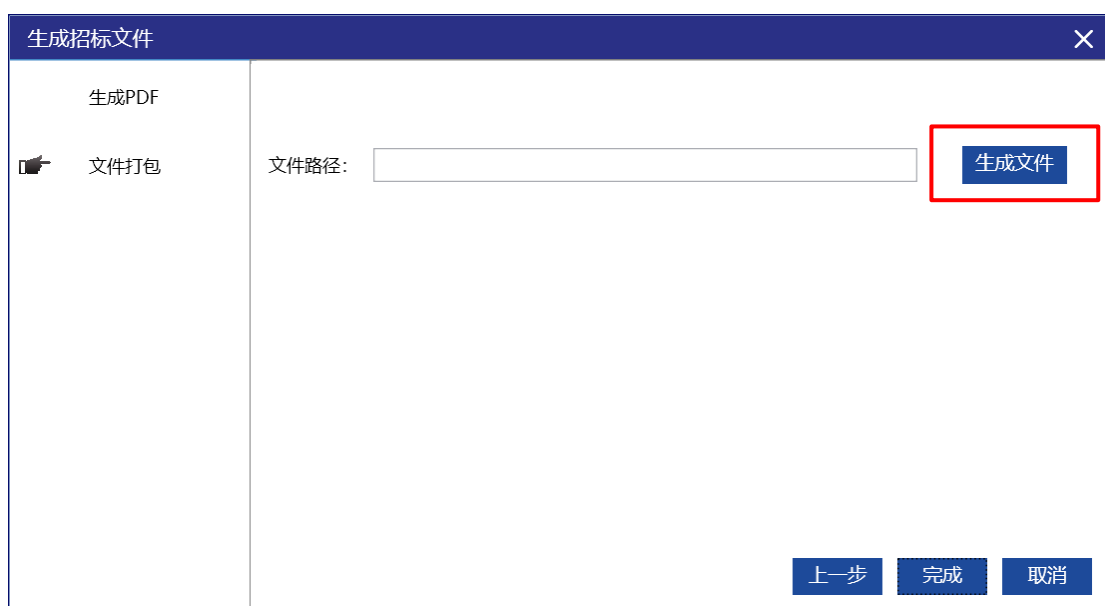 生成招标文件
生成PDF
文件打包
文件路径：
生成文件
上一步
完成
取消